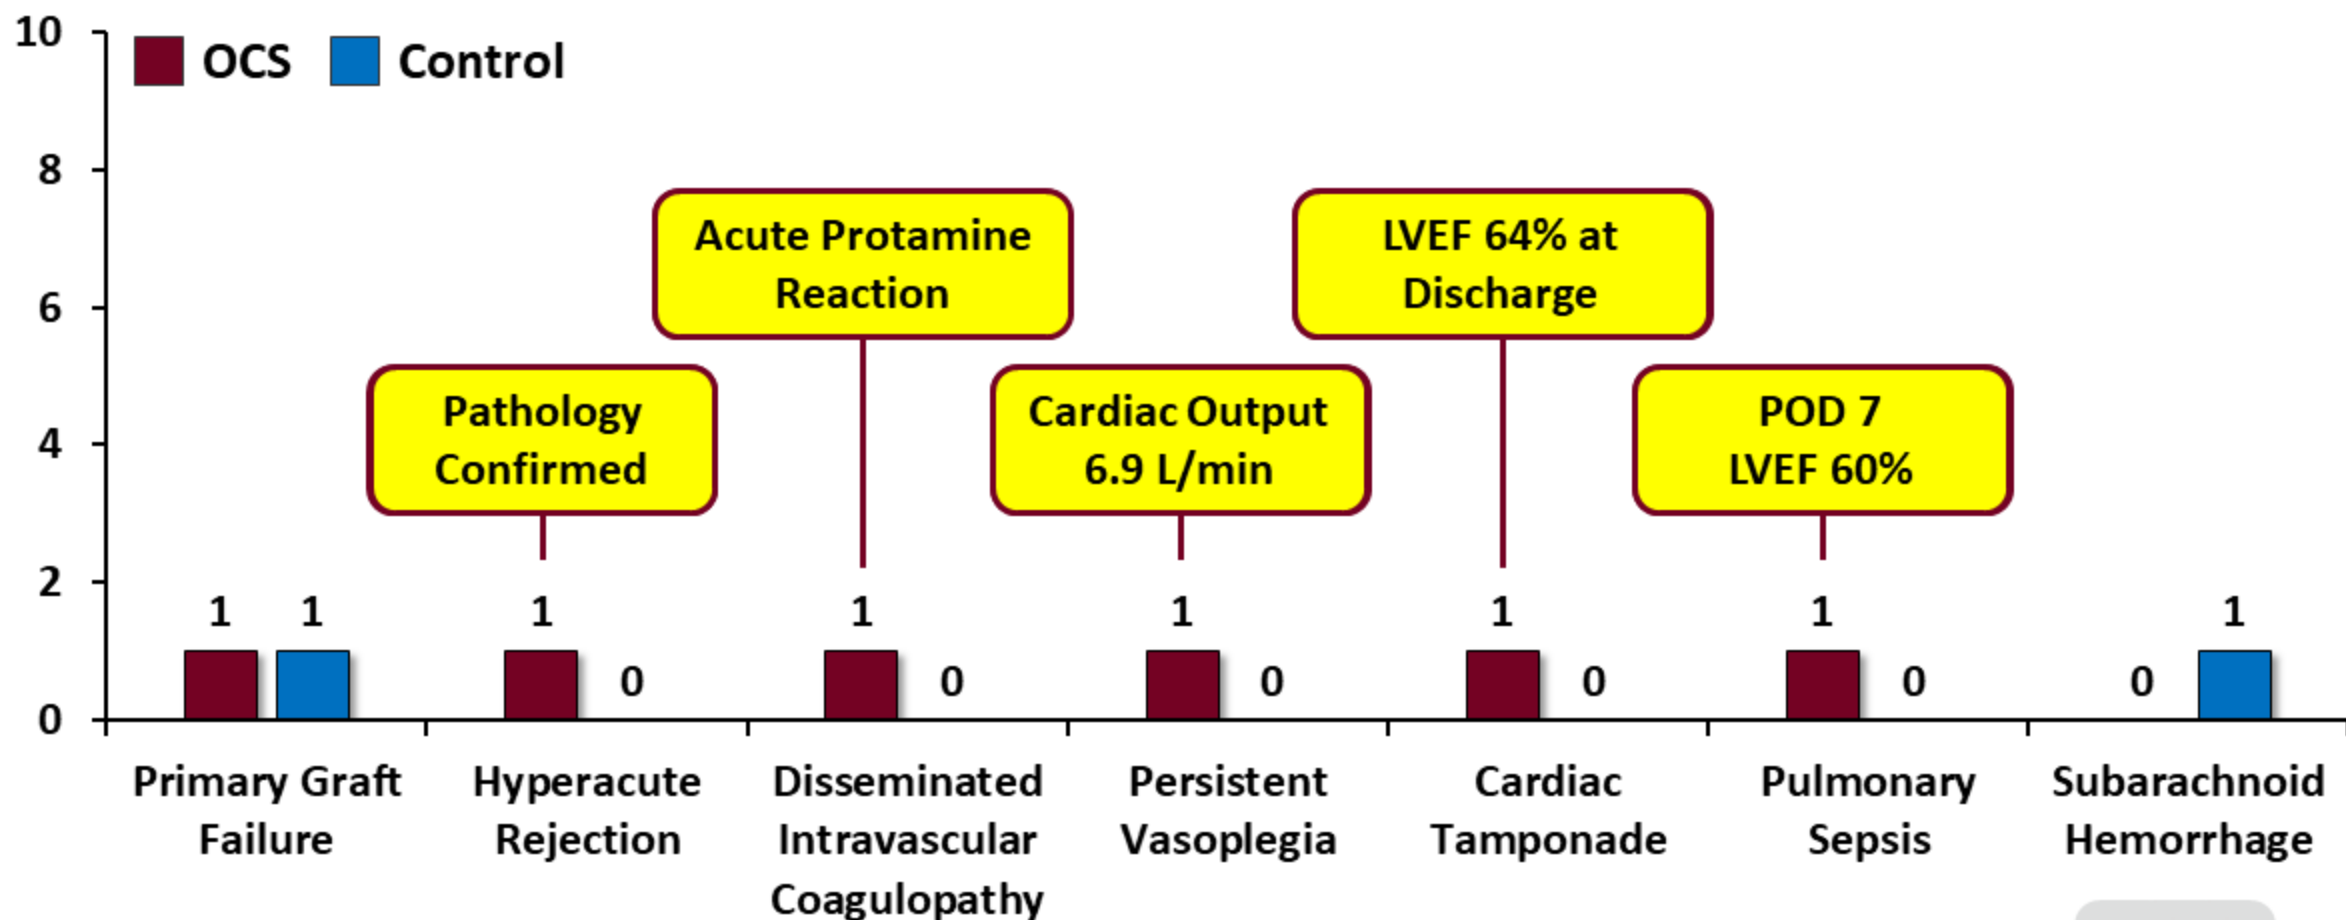 10
OCS Control
8
Acute Protamine
Reaction
LVEF 64% at
Discharge
6
Pathology
Confirmed
Cardiac Output
6.9 L/min
POD 7
LVEF 60%
4
2
1 1 1 1 1 1 1 1
0 0 0 0 0 0
0
Primary Graft
Failure
Hyperacute
Rejection
Disseminated
Intravascular
Coagulopathy
Persistent
Vasoplegia
Cardiac
Tamponade
Pulmonary
Sepsis
Subarachnoid
Hemorrhage